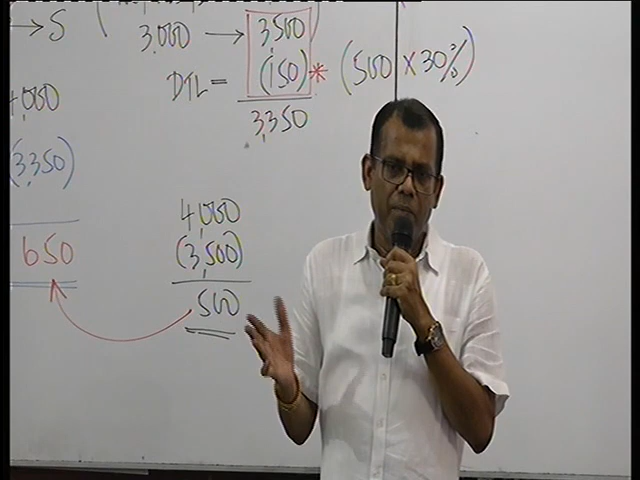 → S
3,000 → 3,500
DTL = (150) * (500 × 30%)
3,350
4,000
(3,350)
650
4,000
(3,500)
500